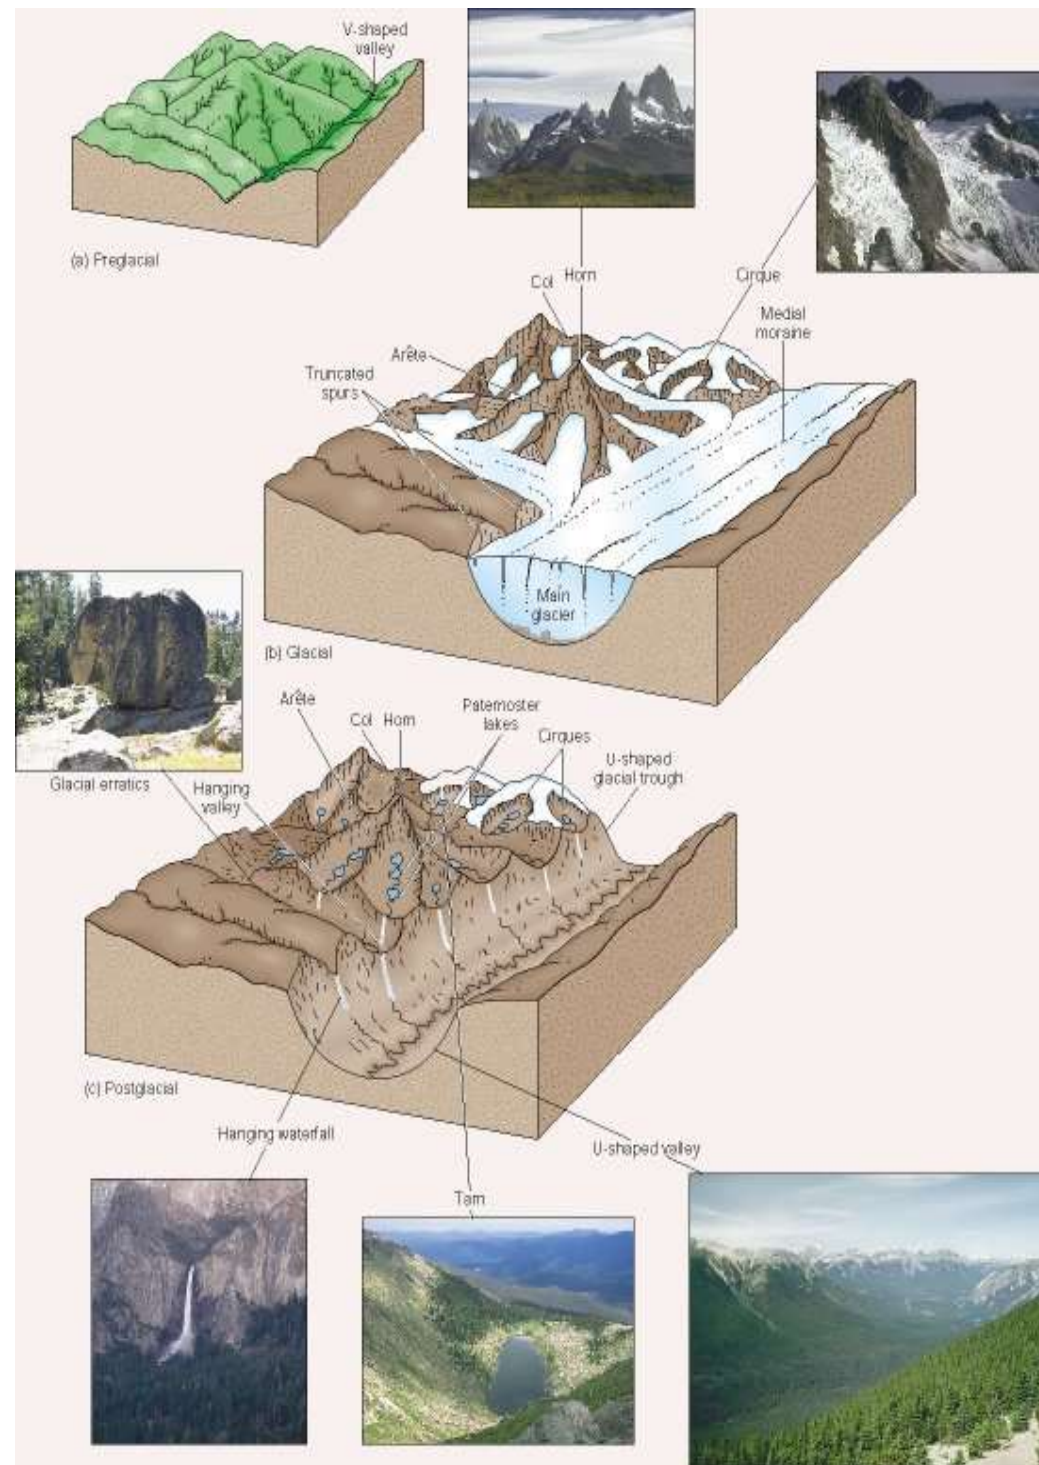 V-shaped
valley
(a) Preglacial
Col
Horn
Cirque
Medial
moraine
Arête
Truncated
spurs
Main
glacier
(b) Glacial
Arête
Col
Horn
Paternoster
lakes
Cirques
U-shaped
glacial trough
Glacial erratics
Hanging
valley
(c) Postglacial
Hanging waterfall
U-shaped valley
Tarn